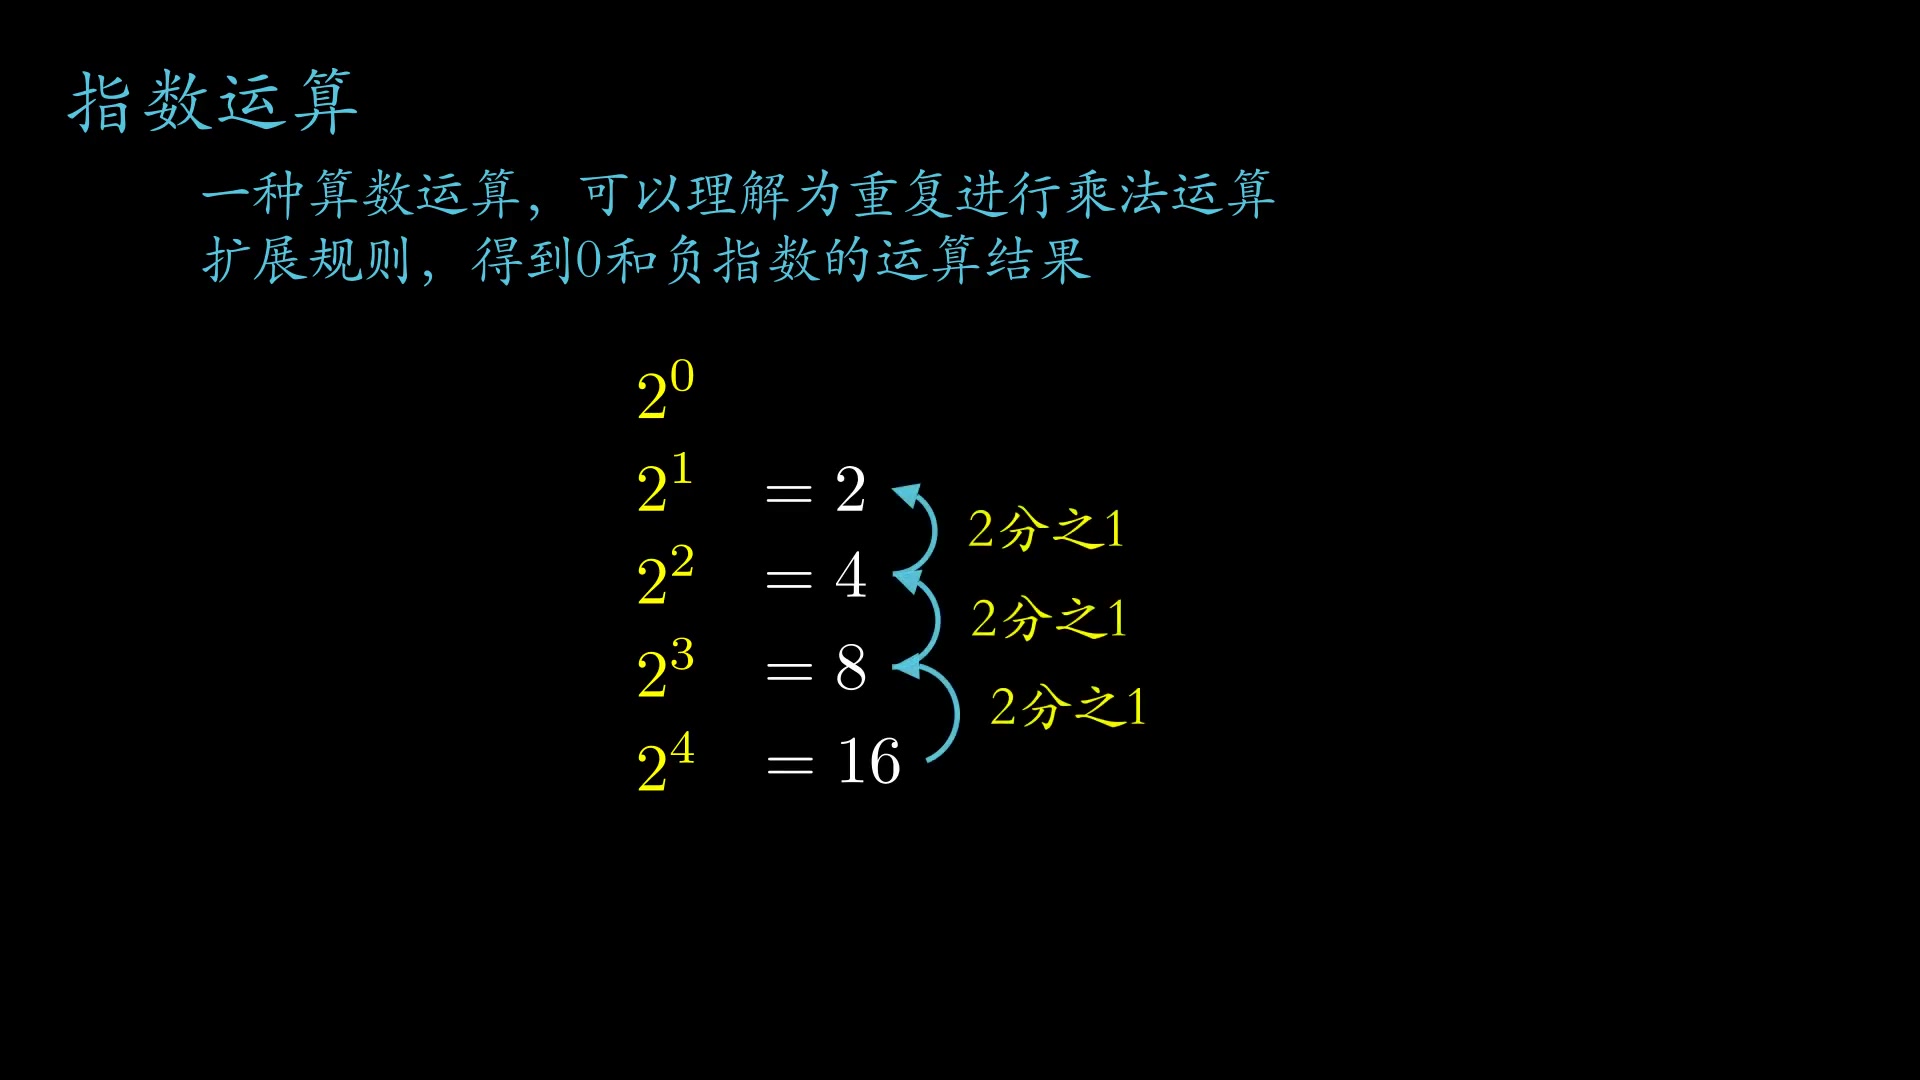 指数运算
一种算数运算，可以理解为重复进行乘法运算
扩展规则，得到0和负指数的运算结果
2^0
2^1 = 2
2分之1
2^2 = 4
2分之1
2^3 = 8
2分之1
2^4 = 16